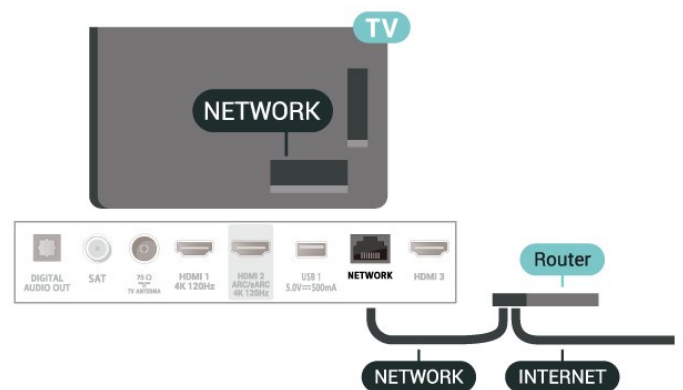 TV
NETWORK
DIGITAL
AUDIO OUT
SAT
75 Ω
TV ANTENNA
HDMI 1
4K 120Hz
HDMI 2
ARC/eARC
4K 120Hz
USB 1
5.0V⎓500mA
NETWORK
HDMI 3
Router
NETWORK
INTERNET